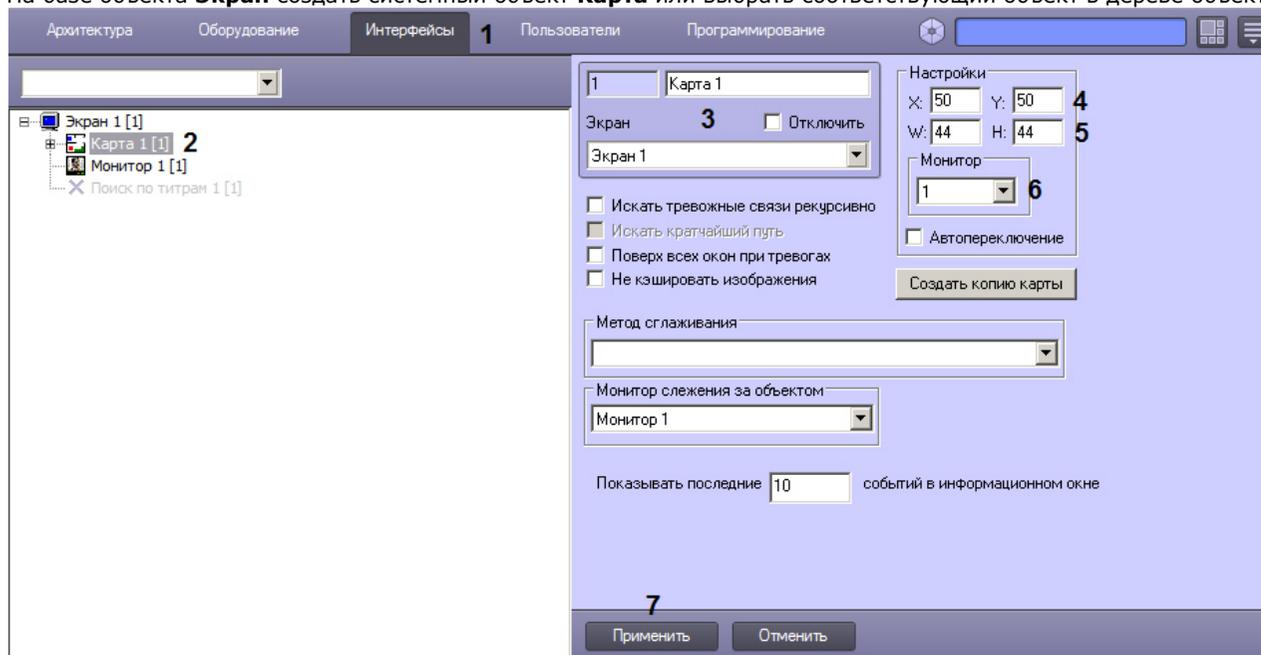 На базе объекта Экран создать системный объект Карта или выбрать соответствующий объект в дереве объект
Архитектура Оборудование Интерфейсы 1 Пользователи Программирование
1 Карта 1
Экран 3 Отключить
Экран 1
Настройки
X: 50 Y: 50 4
W: 44 H: 44 5
Монитор
1 6
Автопереключение
Экран 1 [1]
Карта 1 [1] 2
Монитор 1 [1]
Поиск по титрам 1 [1]
Искать тревожные связи рекурсивно
Искать кратчайший путь
Поверх всех окон при тревогах
Не кэшировать изображения
Создать копию карты
Метод сглаживания
Монитор слежения за объектом
Монитор 1
Показывать последние 10 событий в информационном окне
7
Применить Отменить